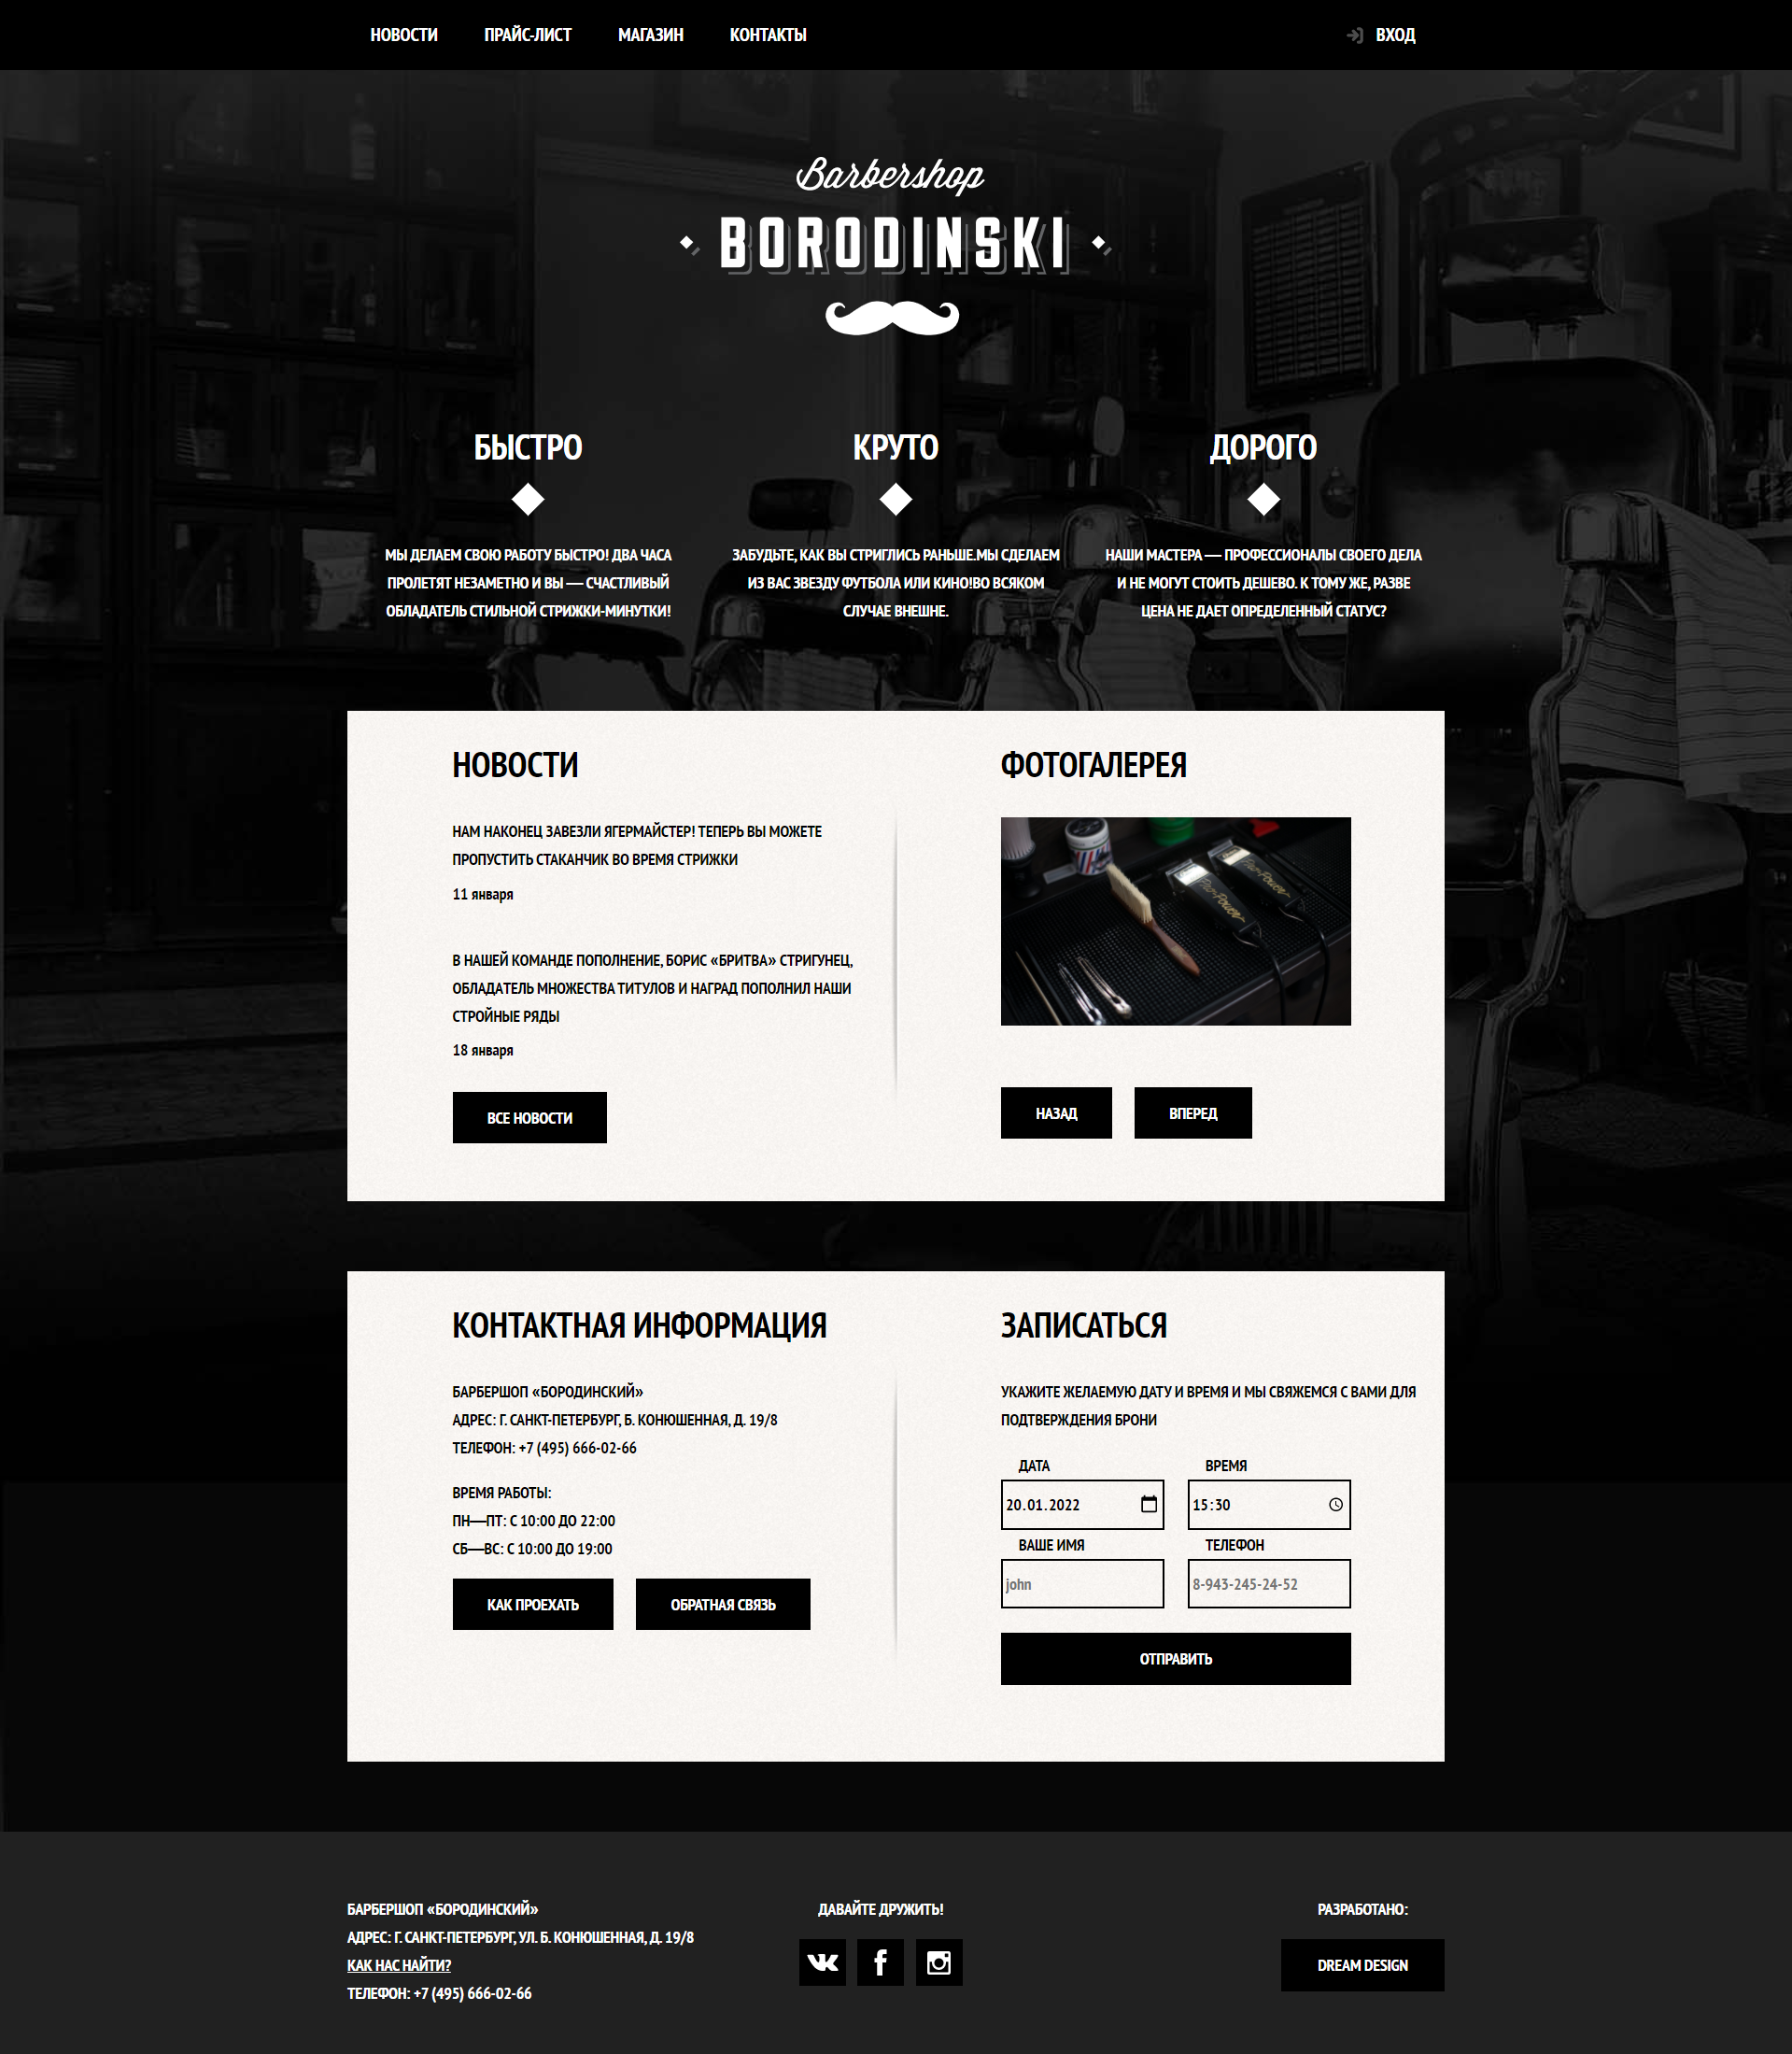 НОВОСТИ ПРАЙС-ЛИСТ МАГАЗИН КОНТАКТЫ ВХОД
Barbershop
BORODINSKI
БЫСТРО
МЫ ДЕЛАЕМ СВОЮ РАБОТУ БЫСТРО! ДВА ЧАСА
ПРОЛЕТЯТ НЕЗАМЕТНО И ВЫ — СЧАСТЛИВЫЙ
ОБЛАДАТЕЛЬ СТИЛЬНОЙ СТРИЖКИ-МИНУТКИ!
КРУТО
ЗАБУДЬТЕ, КАК ВЫ СТРИГЛИСЬ РАНЬШЕ.МЫ СДЕЛАЕМ
ИЗ ВАС ЗВЕЗДУ ФУТБОЛА ИЛИ КИНО!ВО ВСЯКОМ
СЛУЧАЕ ВНЕШНЕ.
ДОРОГО
НАШИ МАСТЕРА — ПРОФЕССИОНАЛЫ СВОЕГО ДЕЛА
И НЕ МОГУТ СТОИТЬ ДЕШЕВО. К ТОМУ ЖЕ, РАЗВЕ
ЦЕНА НЕ ДАЕТ ОПРЕДЕЛЕННЫЙ СТАТУС?
НОВОСТИ
НАМ НАКОНЕЦ ЗАВЕЗЛИ ЯГЕРМАЙСТЕР! ТЕПЕРЬ ВЫ МОЖЕТЕ
ПРОПУСТИТЬ СТАКАНЧИК ВО ВРЕМЯ СТРИЖКИ
11 января
В НАШЕЙ КОМАНДЕ ПОПОЛНЕНИЕ, БОРИС «БРИТВА» СТРИГУНЕЦ,
ОБЛАДАТЕЛЬ МНОЖЕСТВА ТИТУЛОВ И НАГРАД ПОПОЛНИЛ НАШИ
СТРОЙНЫЕ РЯДЫ
18 января
ВСЕ НОВОСТИ
ФОТОГАЛЕРЕЯ
Pro-Power
Pro-Power
НАЗАД ВПЕРЕД
КОНТАКТНАЯ ИНФОРМАЦИЯ
БАРБЕРШОП «БОРОДИНСКИЙ»
АДРЕС: Г. САНКТ-ПЕТЕРБУРГ, Б. КОНЮШЕННАЯ, Д. 19/8
ТЕЛЕФОН: +7 (495) 666-02-66
ВРЕМЯ РАБОТЫ:
ПН—ПТ: С 10:00 ДО 22:00
СБ—ВС: С 10:00 ДО 19:00
КАК ПРОЕХАТЬ ОБРАТНАЯ СВЯЗЬ
ЗАПИСАТЬСЯ
УКАЖИТЕ ЖЕЛАЕМУЮ ДАТУ И ВРЕМЯ И МЫ СВЯЖЕМСЯ С ВАМИ ДЛЯ
ПОДТВЕРЖДЕНИЯ БРОНИ
ДАТА ВРЕМЯ
20.01.2022 15:30
ВАШЕ ИМЯ ТЕЛЕФОН
john 8-943-245-24-52
ОТПРАВИТЬ
БАРБЕРШОП «БОРОДИНСКИЙ»
АДРЕС: Г. САНКТ-ПЕТЕРБУРГ, УЛ. Б. КОНЮШЕННАЯ, Д. 19/8
КАК НАС НАЙТИ?
ТЕЛЕФОН: +7 (495) 666-02-66
ДАВАЙТЕ ДРУЖИТЬ!
РАЗРАБОТАНО:
DREAM DESIGN